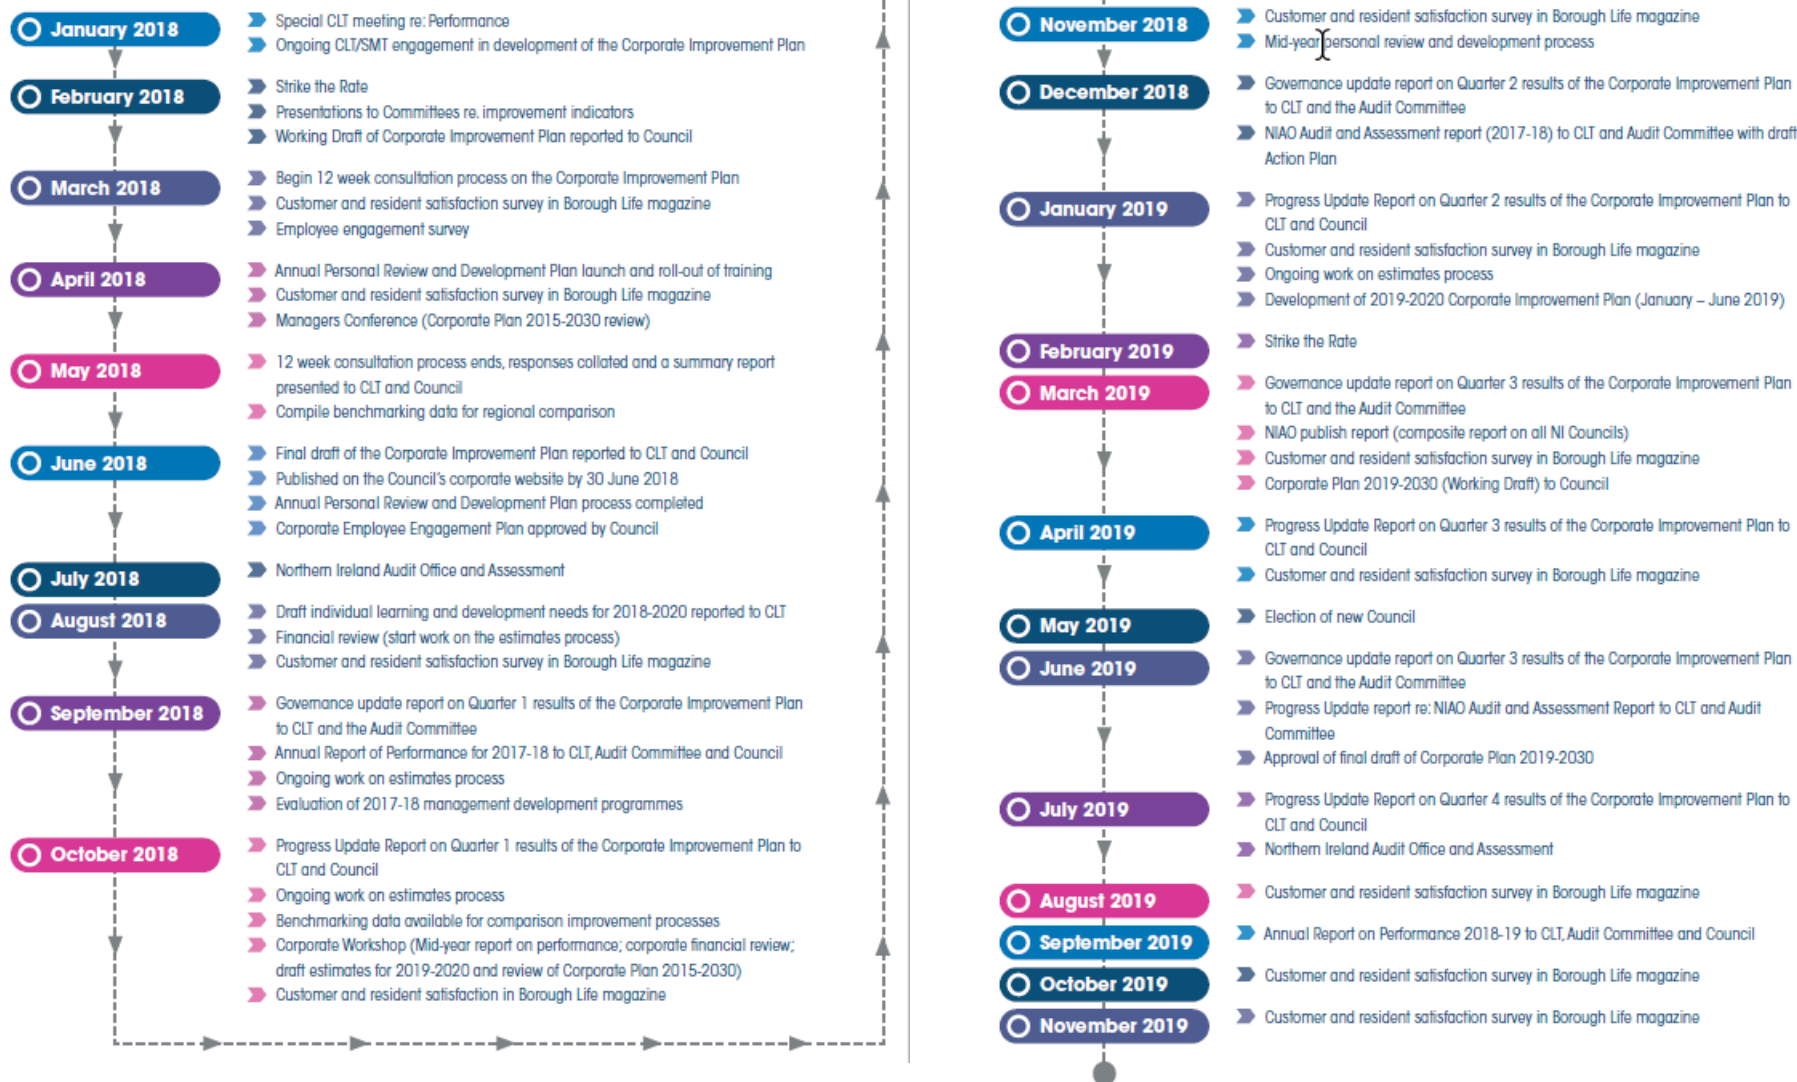 January 2018
Special CLT meeting re: Performance
Ongoing CLT/SMT engagement in development of the Corporate Improvement Plan
February 2018
Strike the Rate
Presentations to Committees re. improvement indicators
Working Draft of Corporate Improvement Plan reported to Council
March 2018
Begin 12 week consultation process on the Corporate Improvement Plan
Customer and resident satisfaction survey in Borough Life magazine
Employee engagement survey
April 2018
Annual Personal Review and Development Plan launch and roll-out of training
Customer and resident satisfaction survey in Borough Life magazine
Managers Conference (Corporate Plan 2015-2030 review)
May 2018
12 week consultation process ends, responses collated and a summary report
presented to CLT and Council
Compile benchmarking data for regional comparison
June 2018
Final draft of the Corporate Improvement Plan reported to CLT and Council
Published on the Council's corporate website by 30 June 2018
Annual Personal Review and Development Plan process completed
Corporate Employee Engagement Plan approved by Council
July 2018
Northern Ireland Audit Office and Assessment
August 2018
Draft individual learning and development needs for 2018-2020 reported to CLT
Financial review (start work on the estimates process)
Customer and resident satisfaction survey in Borough Life magazine
September 2018
Governance update report on Quarter 1 results of the Corporate Improvement Plan
to CLT and the Audit Committee
Annual Report of Performance for 2017-18 to CLT, Audit Committee and Council
Ongoing work on estimates process
Evaluation of 2017-18 management development programmes
October 2018
Progress Update Report on Quarter 1 results of the Corporate Improvement Plan to
CLT and Council
Ongoing work on estimates process
Benchmarking data available for comparison improvement processes
Corporate Workshop (Mid-year report on performance; corporate financial review;
draft estimates for 2019-2020 and review of Corporate Plan 2015-2030)
Customer and resident satisfaction in Borough Life magazine
November 2018
Customer and resident satisfaction survey in Borough Life magazine
Mid-year personal review and development process
December 2018
Governance update report on Quarter 2 results of the Corporate Improvement Plan
to CLT and the Audit Committee
NIAO Audit and Assessment report (2017-18) to CLT and Audit Committee with draft
Action Plan
January 2019
Progress Update Report on Quarter 2 results of the Corporate Improvement Plan to
CLT and Council
Customer and resident satisfaction survey in Borough Life magazine
Ongoing work on estimates process
Development of 2019-2020 Corporate Improvement Plan (January – June 2019)
February 2019
Strike the Rate
March 2019
Governance update report on Quarter 3 results of the Corporate Improvement Plan
to CLT and the Audit Committee
NIAO publish report (composite report on all NI Councils)
Customer and resident satisfaction survey in Borough Life magazine
Corporate Plan 2019-2030 (Working Draft) to Council
April 2019
Progress Update Report on Quarter 3 results of the Corporate Improvement Plan to
CLT and Council
Customer and resident satisfaction survey in Borough Life magazine
May 2019
Election of new Council
June 2019
Governance update report on Quarter 3 results of the Corporate Improvement Plan
to CLT and the Audit Committee
Progress Update report re: NIAO Audit and Assessment Report to CLT and Audit
Committee
Approval of final draft of Corporate Plan 2019-2030
July 2019
Progress Update Report on Quarter 4 results of the Corporate Improvement Plan to
CLT and Council
Northern Ireland Audit Office and Assessment
August 2019
Customer and resident satisfaction survey in Borough Life magazine
September 2019
Annual Report on Performance 2018-19 to CLT, Audit Committee and Council
October 2019
Customer and resident satisfaction survey in Borough Life magazine
November 2019
Customer and resident satisfaction survey in Borough Life magazine